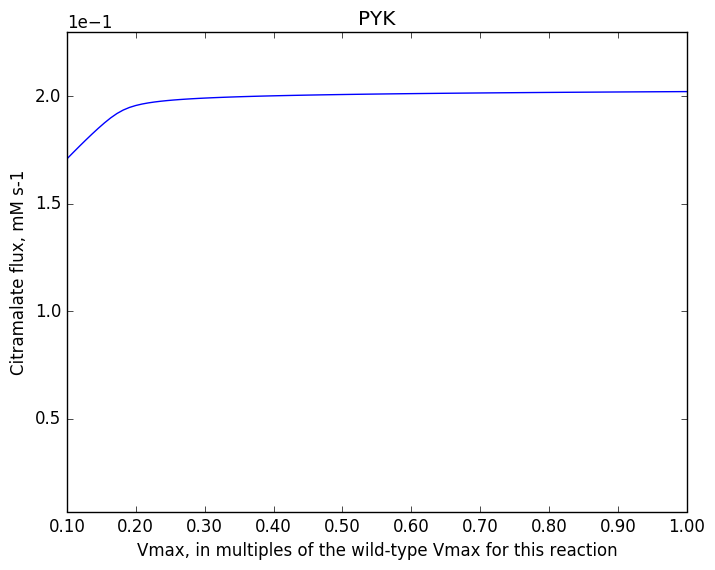 PYK
1e−1
2.0
1.5
1.0
0.5
Citramalate flux, mM s-1
0.10 0.20 0.30 0.40 0.50 0.60 0.70 0.80 0.90 1.00
Vmax, in multiples of the wild-type Vmax for this reaction